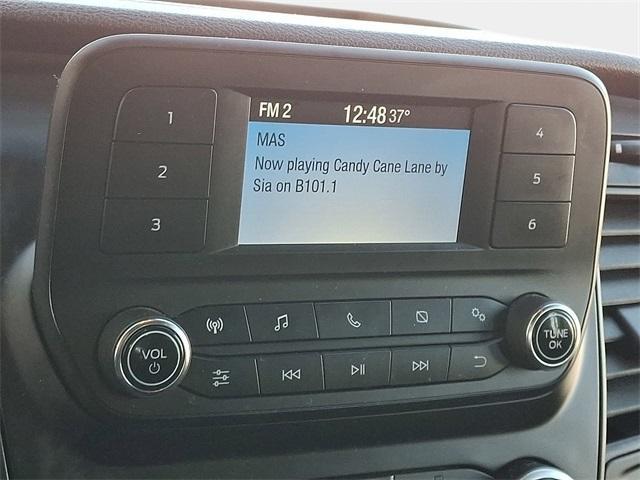 FM 2 12:48 37°
MAS
Now playing Candy Cane Lane by
Sia on B101.1
1
2
3
4
5
6
VOL
TUNE
OK